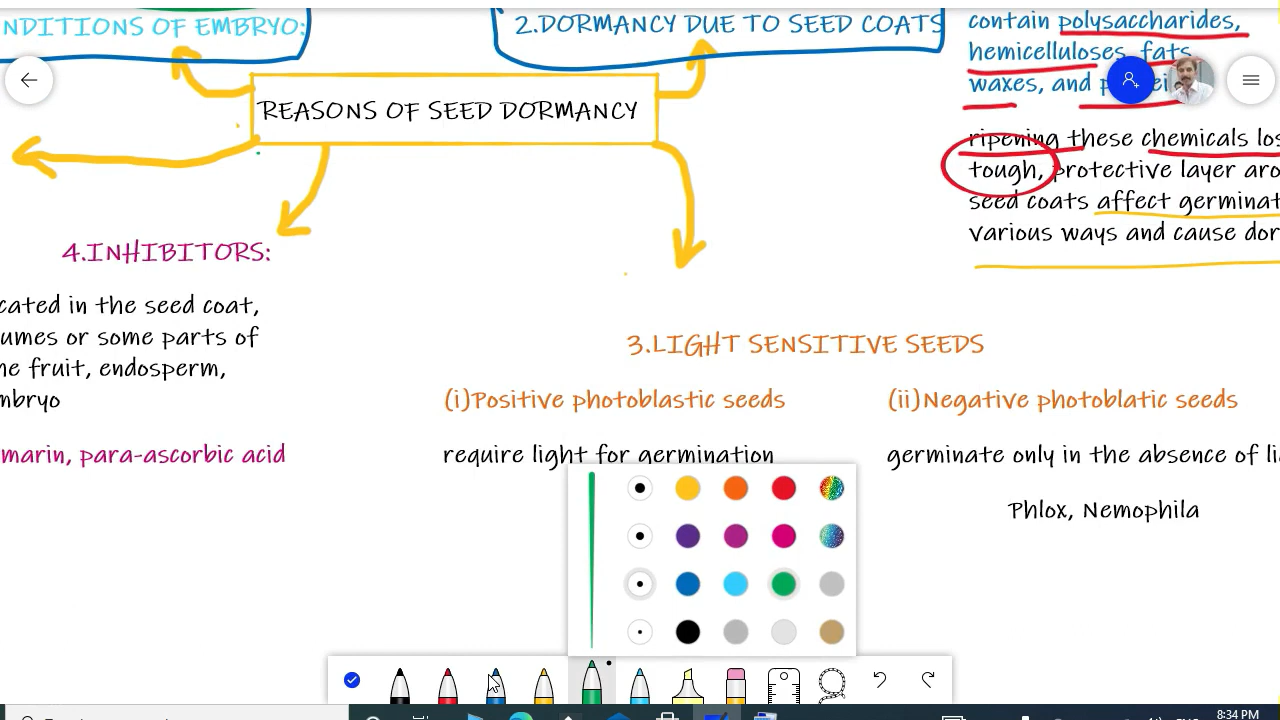 NDITIONS OF EMBRYO:
2.DORMANCY DUE TO SEED COATS
contain polysaccharides,
hemicelluloses, fats,
waxes, and
REASONS OF SEED DORMANCY
ripening these chemicals los
tough, protective layer aro
seed coats affect germinat
various ways and cause dor
4.INHIBITORS:
cated in the seed coat,
umes or some parts of
he fruit, endosperm,
mbryo
marin, para-ascorbic acid
3.LIGHT SENSITIVE SEEDS
(i)Positive photoblastic seeds
require light for germination
(ii)Negative photoblatic seeds
germinate only in the absence of li
Phlox, Nemophila
8:34 PM